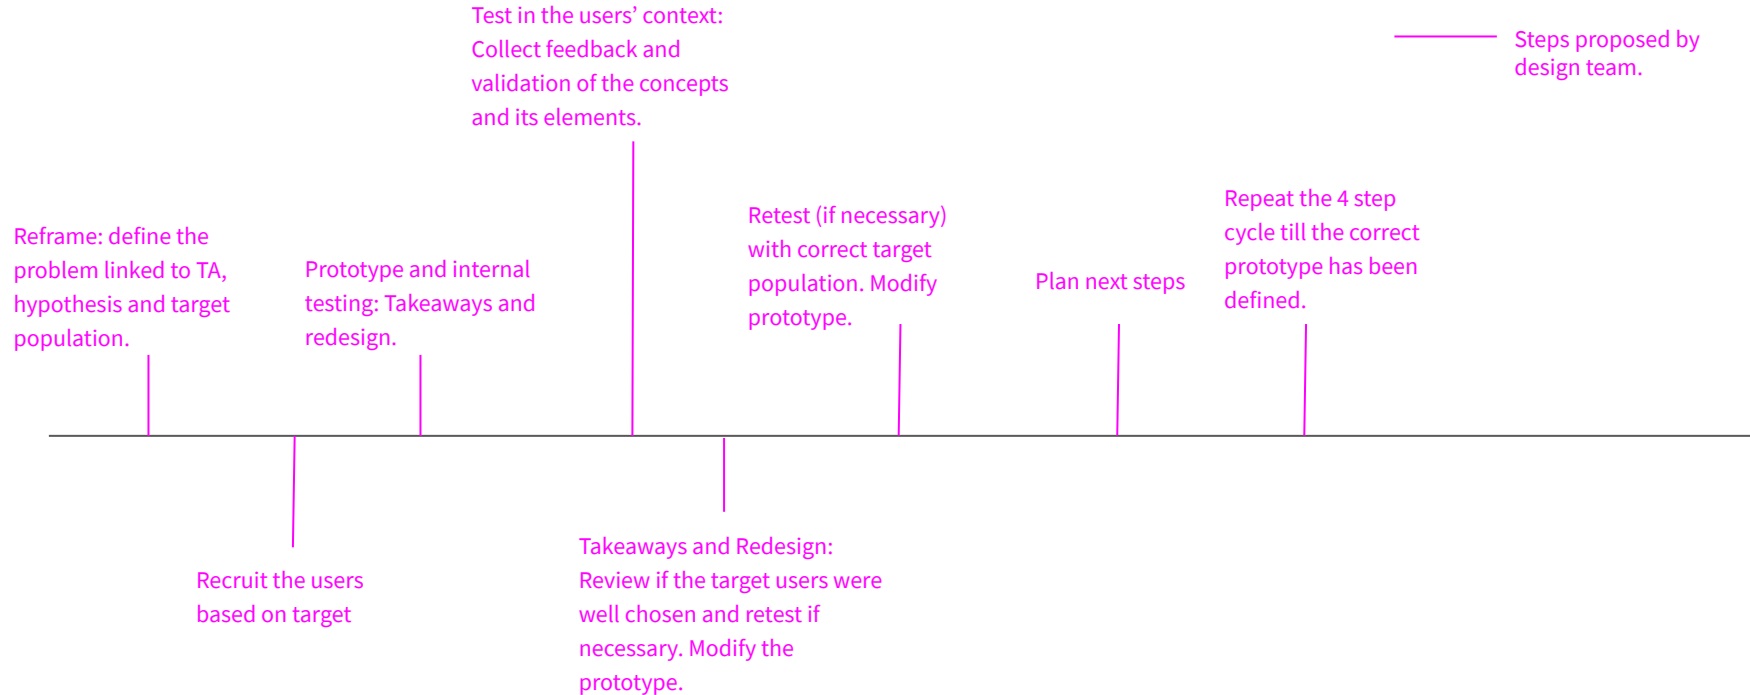 Test in the users’ context:
Collect feedback and
validation of the concepts
and its elements.
Steps proposed by
design team.
Reframe: define the
problem linked to TA,
hypothesis and target
population.
Prototype and internal
testing: Takeaways and
redesign.
Retest (if necessary)
with correct target
population. Modify
prototype.
Plan next steps
Repeat the 4 step
cycle till the correct
prototype has been
defined.
Recruit the users
based on target
Takeaways and Redesign:
Review if the target users were
well chosen and retest if
necessary. Modify the
prototype.